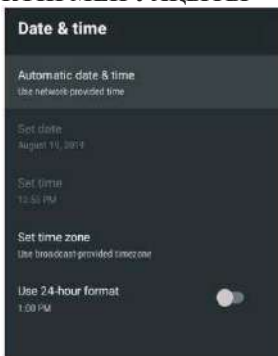 Date & time
Automatic date & time
Use network-provided time
Set date
August 19, 2019
Set time
Set time zone
Use broadcast-provided timezone
Use 24-hour format
1:00 PM